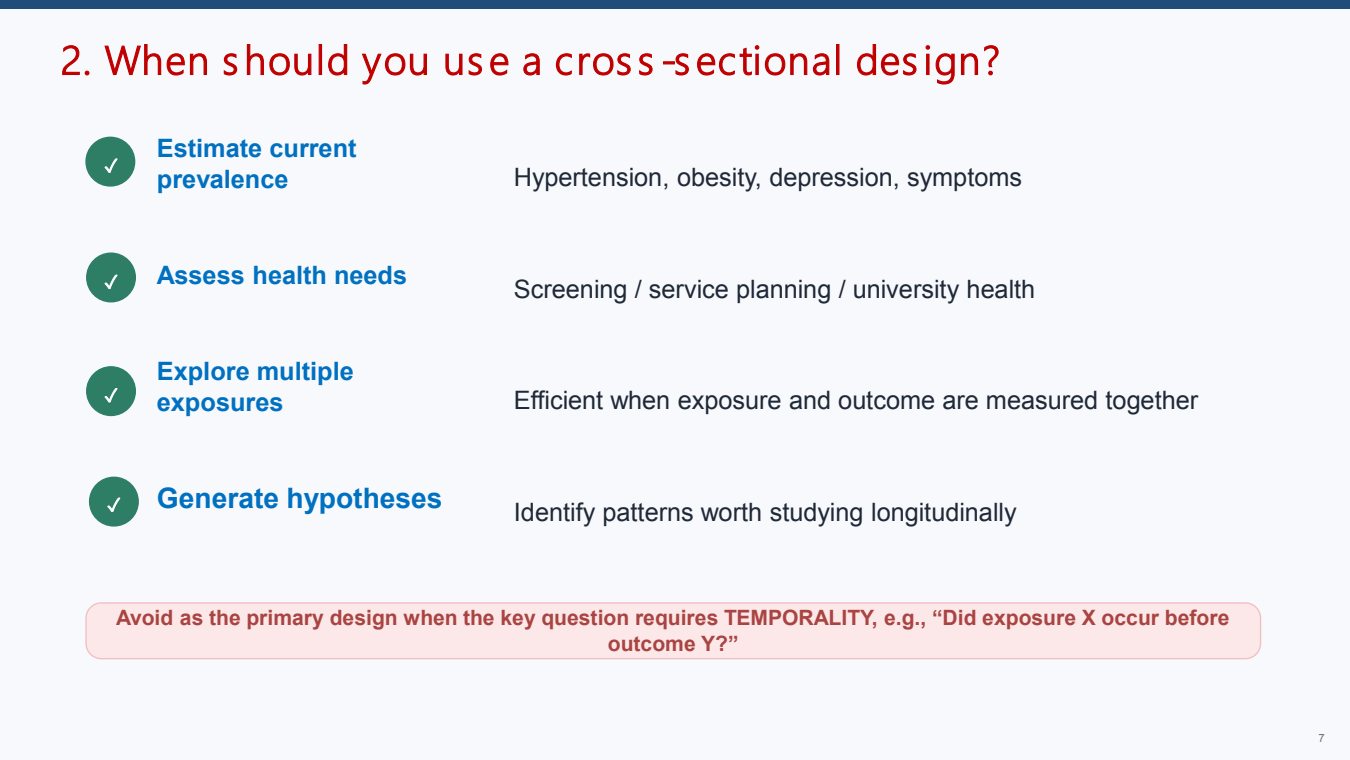 2. When should you use a cross-sectional design?
✓
Estimate current
prevalence
Hypertension, obesity, depression, symptoms
✓
Assess health needs
Screening / service planning / university health
✓
Explore multiple
exposures
Efficient when exposure and outcome are measured together
✓
Generate hypotheses
Identify patterns worth studying longitudinally
Avoid as the primary design when the key question requires TEMPORALITY, e.g., “Did exposure X occur before
outcome Y?”
7